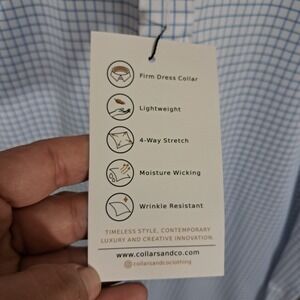 Firm Dress Collar
Lightweight
4-Way Stretch
Moisture Wicking
Wrinkle Resistant
TIMELESS STYLE, CONTEMPORARY
LUXURY AND CREATIVE INNOVATION.
www.collarsandco.com
collarsandcoclothing